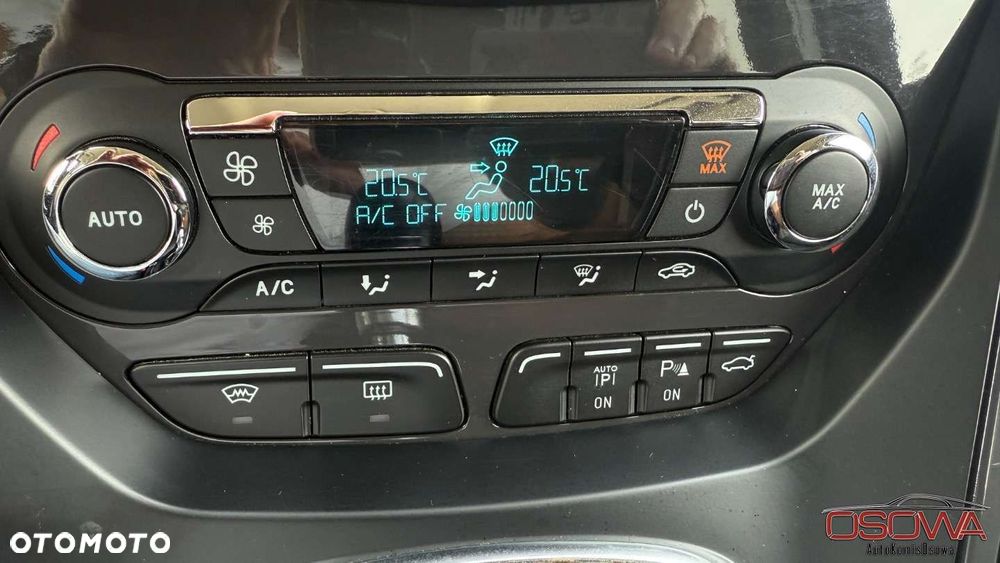 AUTO
20.5°C
20.5°C
A/C OFF
MAX
MAX
A/C
A/C
AUTO
P
ON
P
ON
OTOMOTO
OSOWA
AutoKomisOsowa